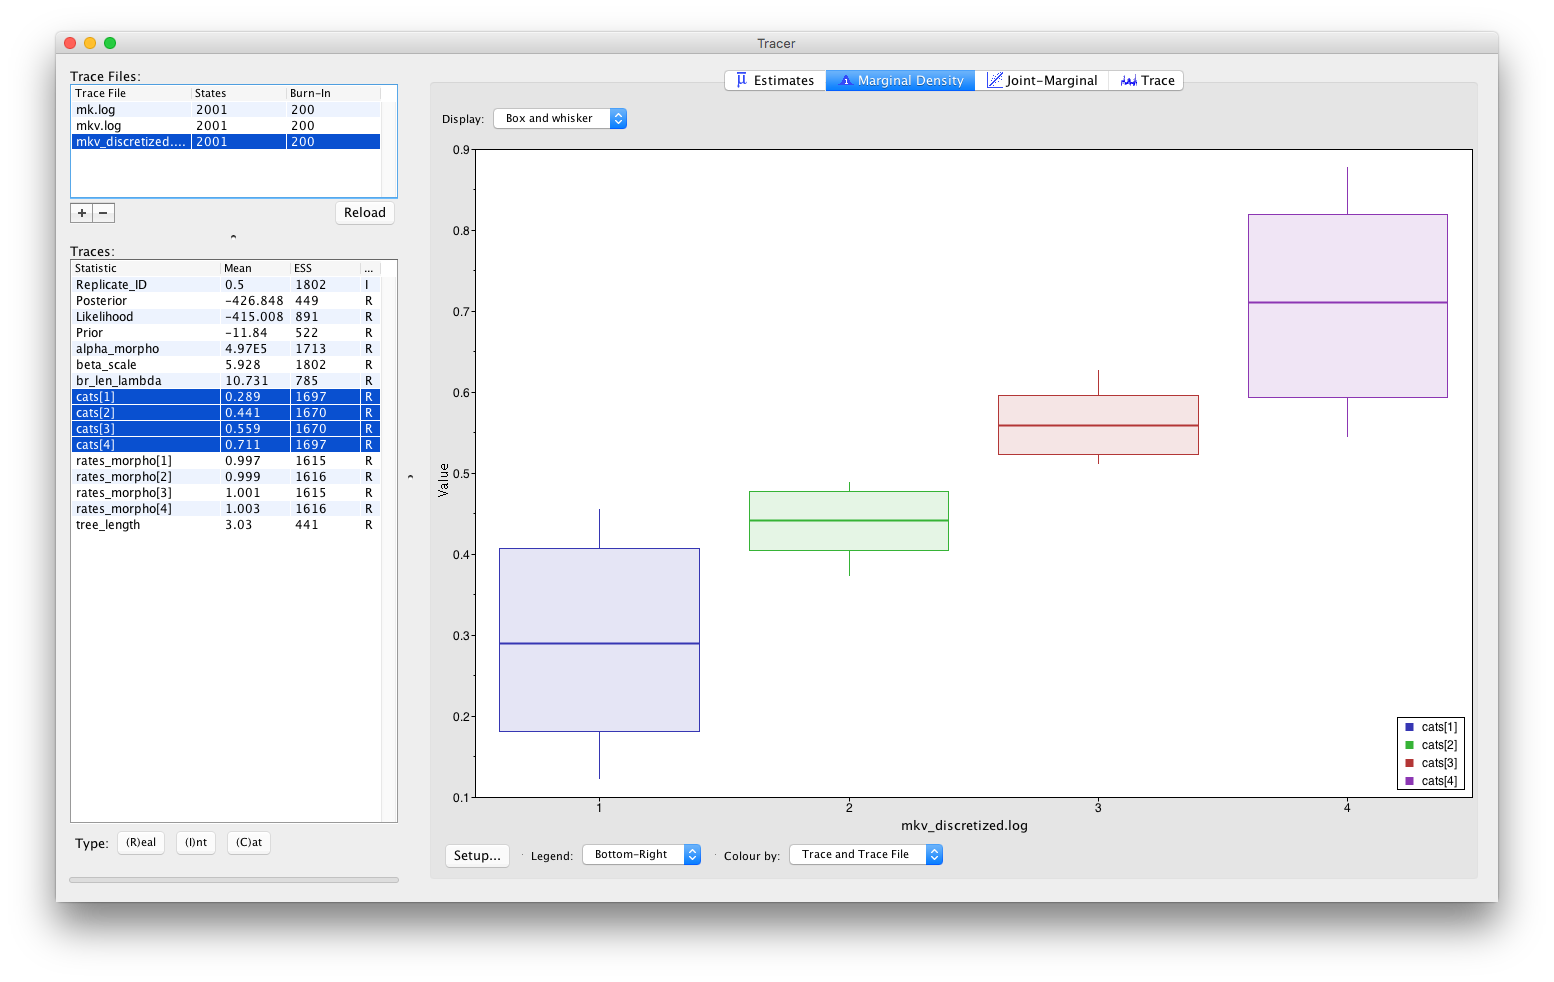 Tracer
Trace Files:
Trace File States Burn-In
mk.log 2001 200
mkv.log 2001 200
mkv_discretized.... 2001 200
+ − Reload
Traces:
Statistic Mean ESS ...
Replicate_ID 0.5 1802 I
Posterior −426.848 449 R
Likelihood −415.008 891 R
Prior −11.84 522 R
alpha_morpho 4.97E5 1713 R
beta_scale 5.928 1802 R
br_len_lambda 10.731 785 R
cats[1] 0.289 1697 R
cats[2] 0.441 1670 R
cats[3] 0.559 1670 R
cats[4] 0.711 1697 R
rates_morpho[1] 0.997 1615 R
rates_morpho[2] 0.999 1616 R
rates_morpho[3] 1.001 1615 R
rates_morpho[4] 1.003 1616 R
tree_length 3.03 441 R
Type: (R)eal (I)nt (C)at
μ Estimates 1 Marginal Density Joint-Marginal Trace
Display: Box and whisker
0.9
0.8
0.7
0.6
0.5
0.4
0.3
0.2
0.1
Value
1 2 3 4
mkv_discretized.log
cats[1]
cats[2]
cats[3]
cats[4]
Setup... Legend: Bottom-Right Colour by: Trace and Trace File